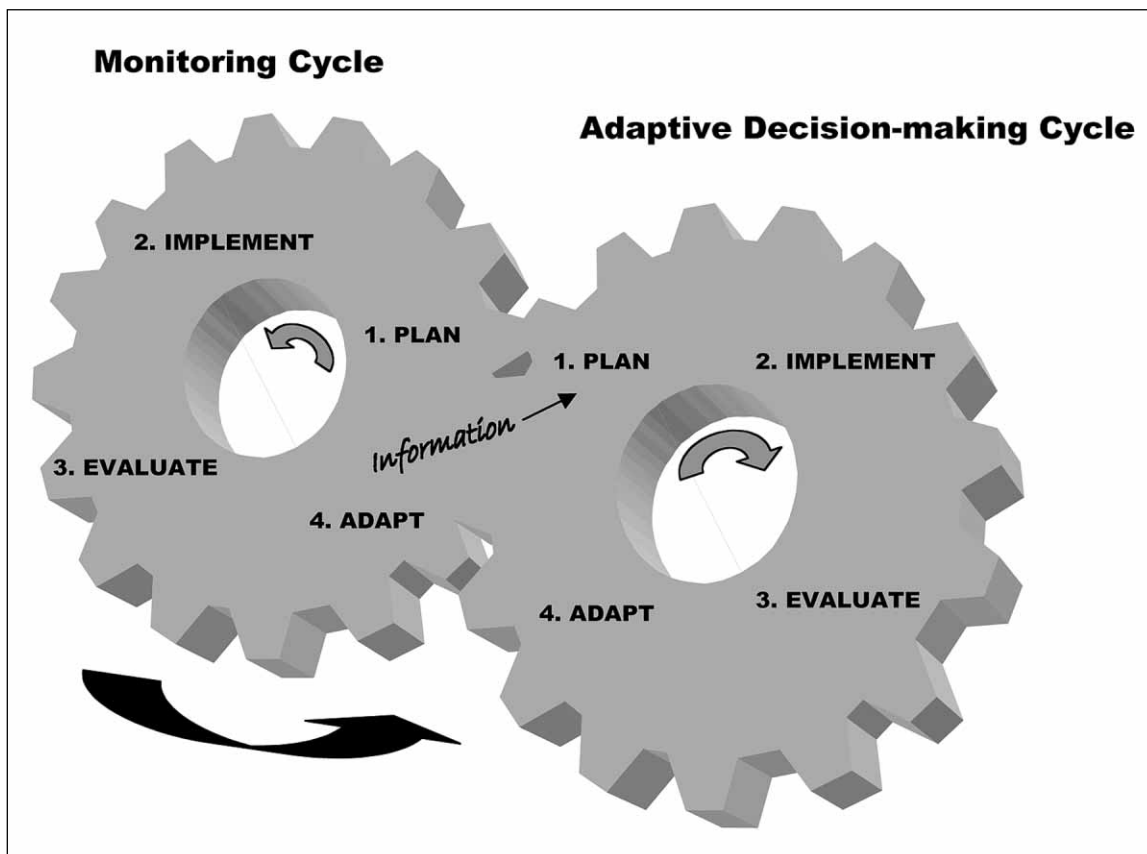 Monitoring Cycle
Adaptive Decision-making Cycle
2. IMPLEMENT
1. PLAN
3. EVALUATE
4. ADAPT
Information
1. PLAN
2. IMPLEMENT
4. ADAPT
3. EVALUATE